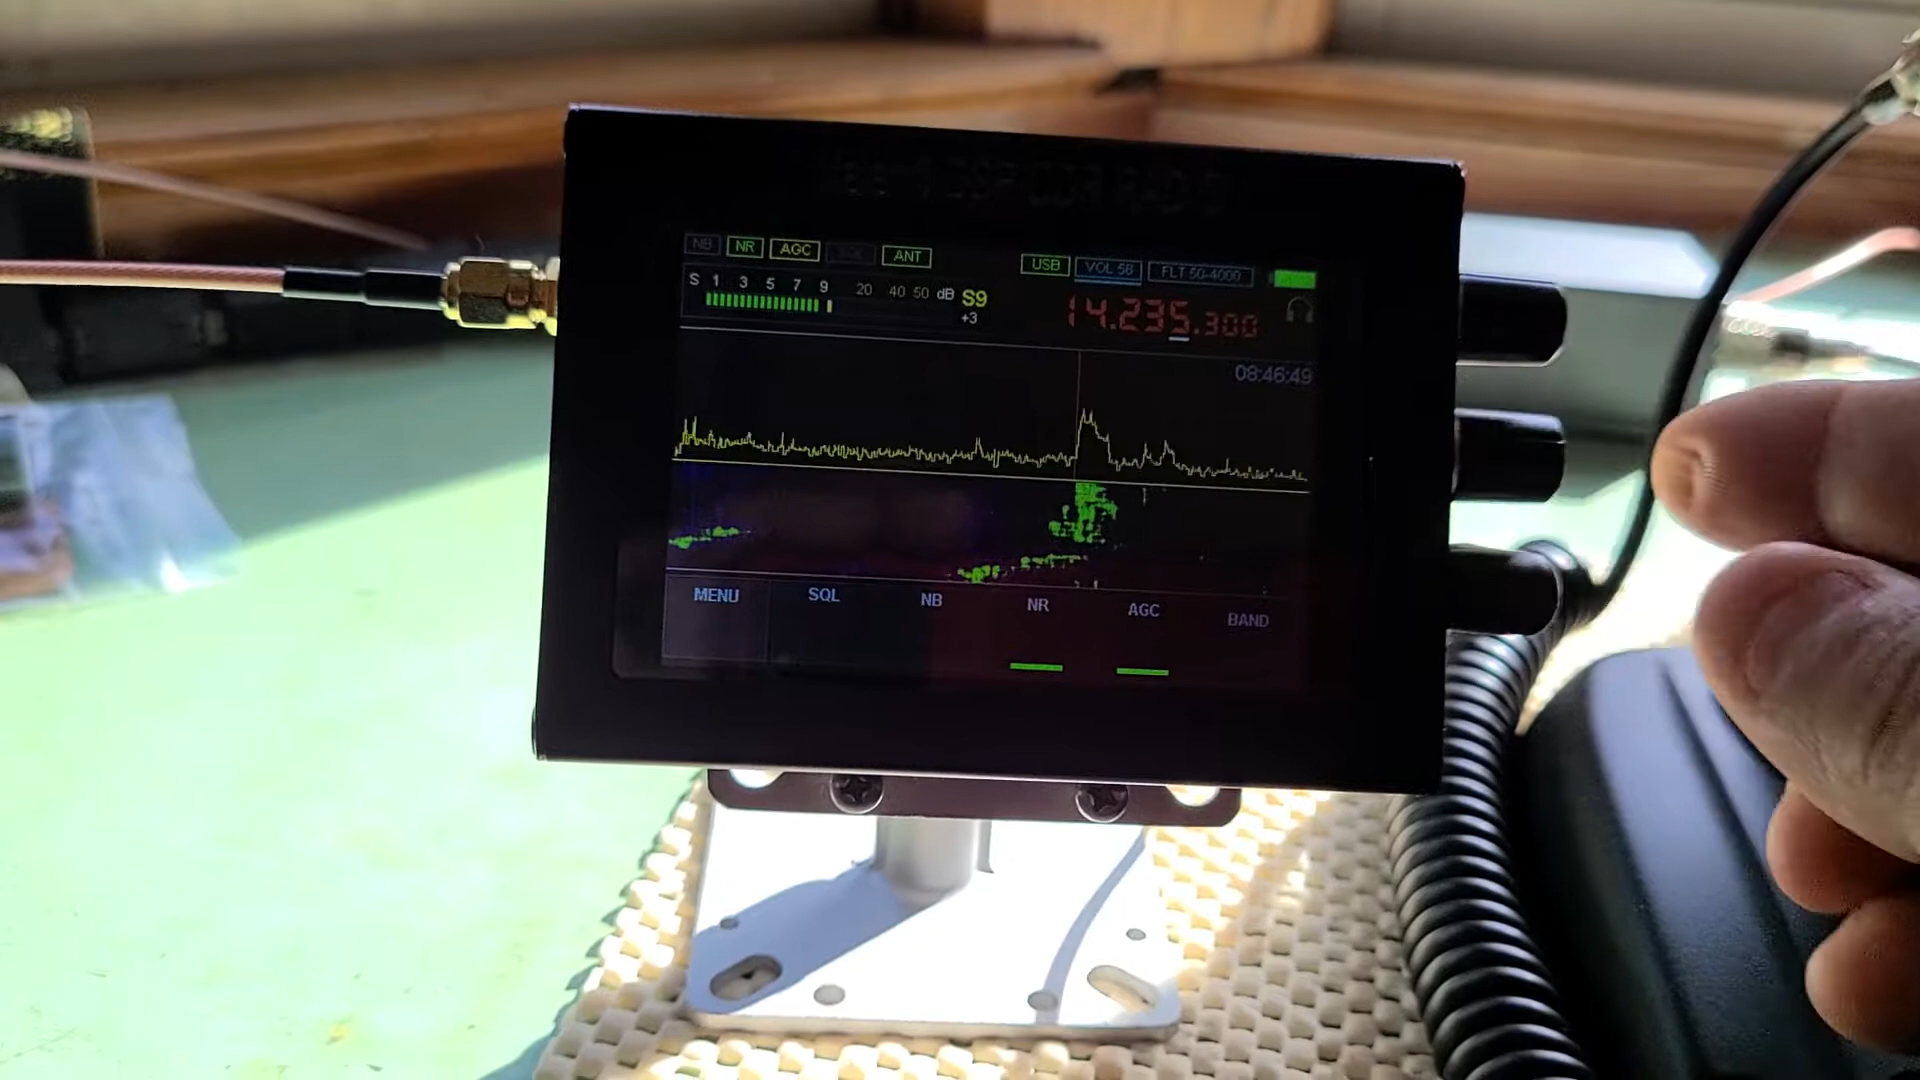 NB NR AGC ANT USB VOL 56 FLT 50-4000
S 1 3 5 7 9 20 40 50 dB S9
+3
14.235.300
08:46:49
MENU SQL NB NR AGC BAND